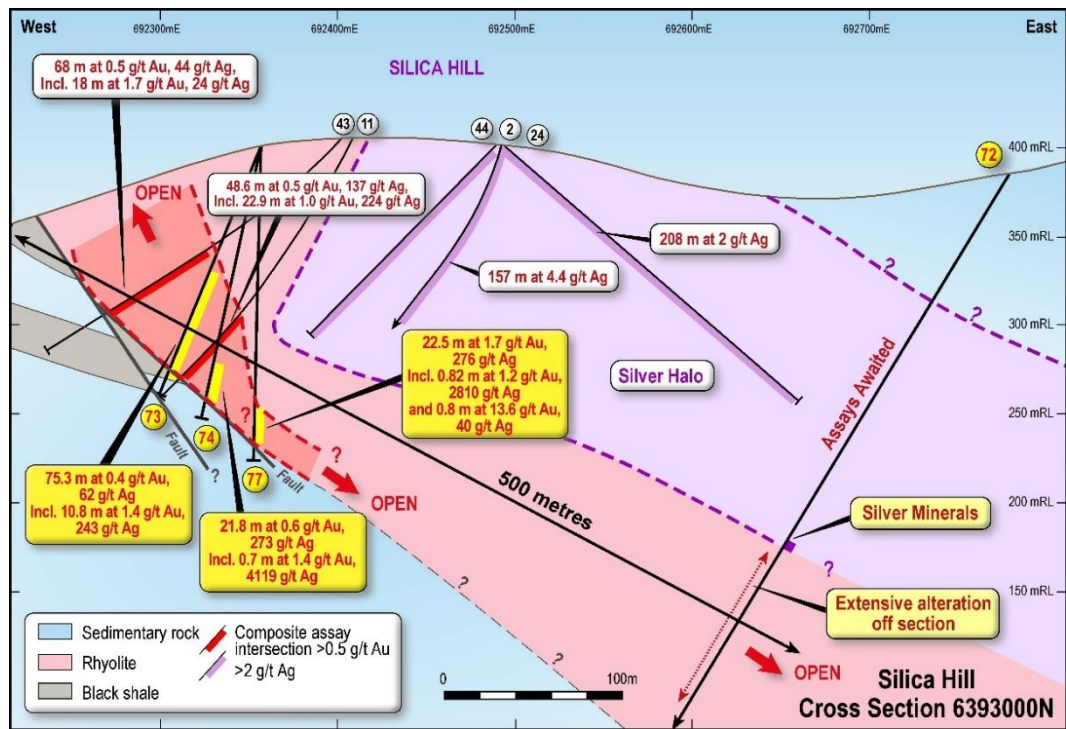 West
692300mE
692400mE
692500mE
692600mE
692700mE
East
SILICA HILL
68 m at 0.5 g/t Au, 44 g/t Ag,
Incl. 18 m at 1.7 g/t Au, 24 g/t Ag
43
11
44
2
24
72
400 mRL
OPEN
48.6 m at 0.5 g/t Au, 137 g/t Ag,
Incl. 22.9 m at 1.0 g/t Au, 224 g/t Ag
208 m at 2 g/t Ag
350 mRL
157 m at 4.4 g/t Ag
?
?
300 mRL
22.5 m at 1.7 g/t Au,
276 g/t Ag
Incl. 0.82 m at 1.2 g/t Au,
2810 g/t Ag
and 0.8 m at 13.6 g/t Au,
40 g/t Ag
Silver Halo
Assays Awaited
250 mRL
73
74
77
?
?
Fault
?
Fault
75.3 m at 0.4 g/t Au,
62 g/t Ag
Incl. 10.8 m at 1.4 g/t Au,
243 g/t Ag
OPEN
500 metres
200 mRL
21.8 m at 0.6 g/t Au,
273 g/t Ag
Incl. 0.7 m at 1.4 g/t Au,
4119 g/t Ag
Silver Minerals
?
?
150 mRL
Extensive alteration
off section
?
?
OPEN
Sedimentary rock
Rhyolite
Black shale
Composite assay
intersection >0.5 g/t Au
>2 g/t Ag
0
100m
Silica Hill
Cross Section 6393000N